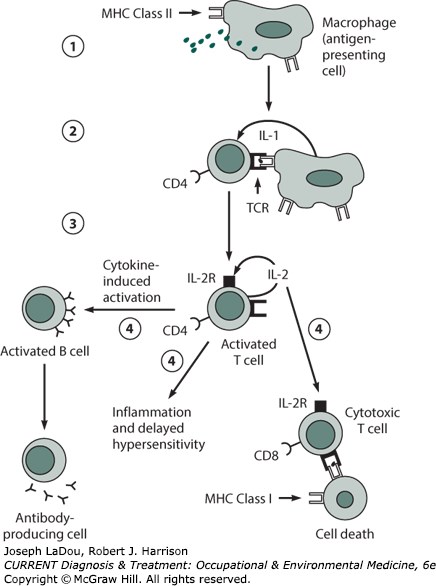 MHC Class II
Macrophage
(antigen-
presenting
cell)
1
2
IL-1
CD4
TCR
3
Cytokine-
induced
activation
IL-2R
IL-2
4
CD4
Activated
T cell
4
4
Activated B cell
Inflammation
and delayed
hypersensitivity
IL-2R
Cytotoxic
T cell
CD8
MHC Class I
Antibody-
producing cell
Cell death
Joseph LaDou, Robert J. Harrison
CURRENT Diagnosis & Treatment: Occupational & Environmental Medicine, 6e
Copyright © McGraw Hill. All rights reserved.